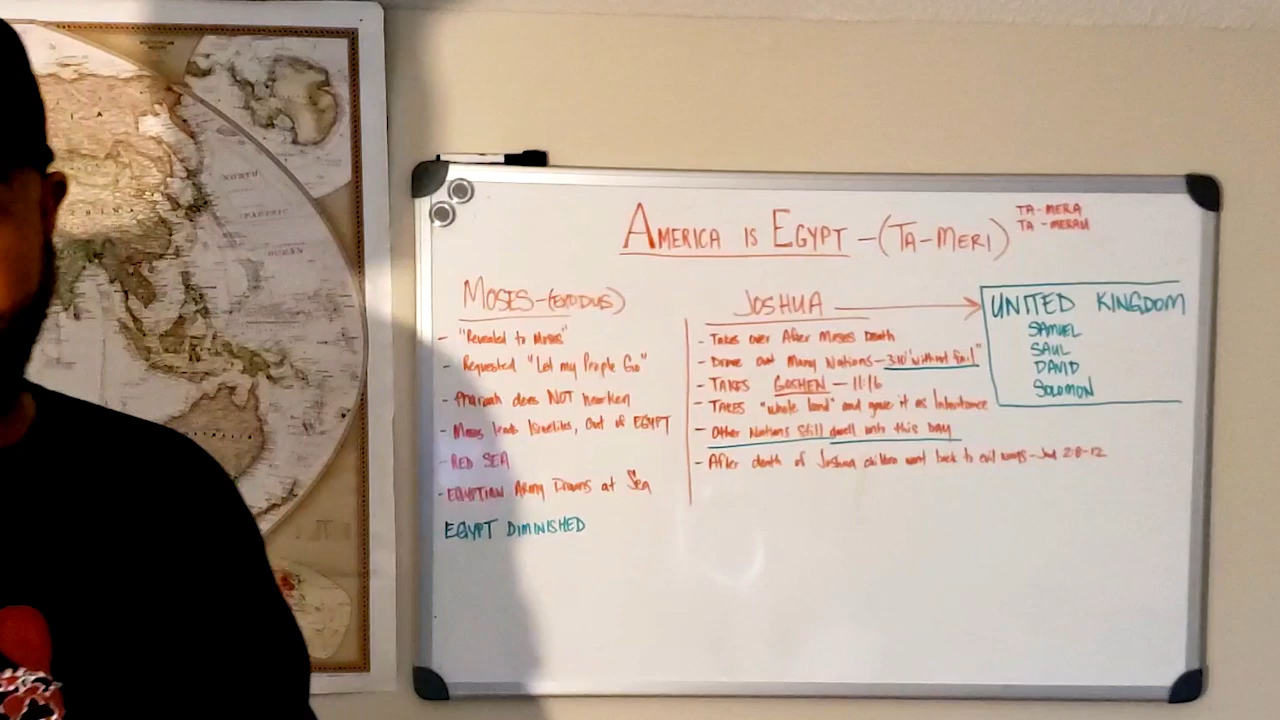 AMERICA IS EGYPT - (TA-MERI)
TA-MERA
TA-MERAU
MOSES-(EXODUS)
- "Revealed to Moses"
- Requested "Let my People Go"
- Pharaoh does NOT hearken
- Moses leads Israelites, Out of EGYPT
- RED SEA
- EGYPTIAN Army Drowns at Sea
EGYPT DIMINISHED
JOSHUA
- Takes over After Moses Death
- Drove out Many Nations - 3:10 "without fail"
- TAKES GOSHEN - 11:16
- TAKES "whole land" and gave it as Inheritance
- Other Nations Still dwell unto this day
- After death of Joshua children went back to evil ways - Jud 2:8-12
UNITED KINGDOM
SAMUEL
SAUL
DAVID
SOLOMON
NORTH
PACIFIC
OCEAN